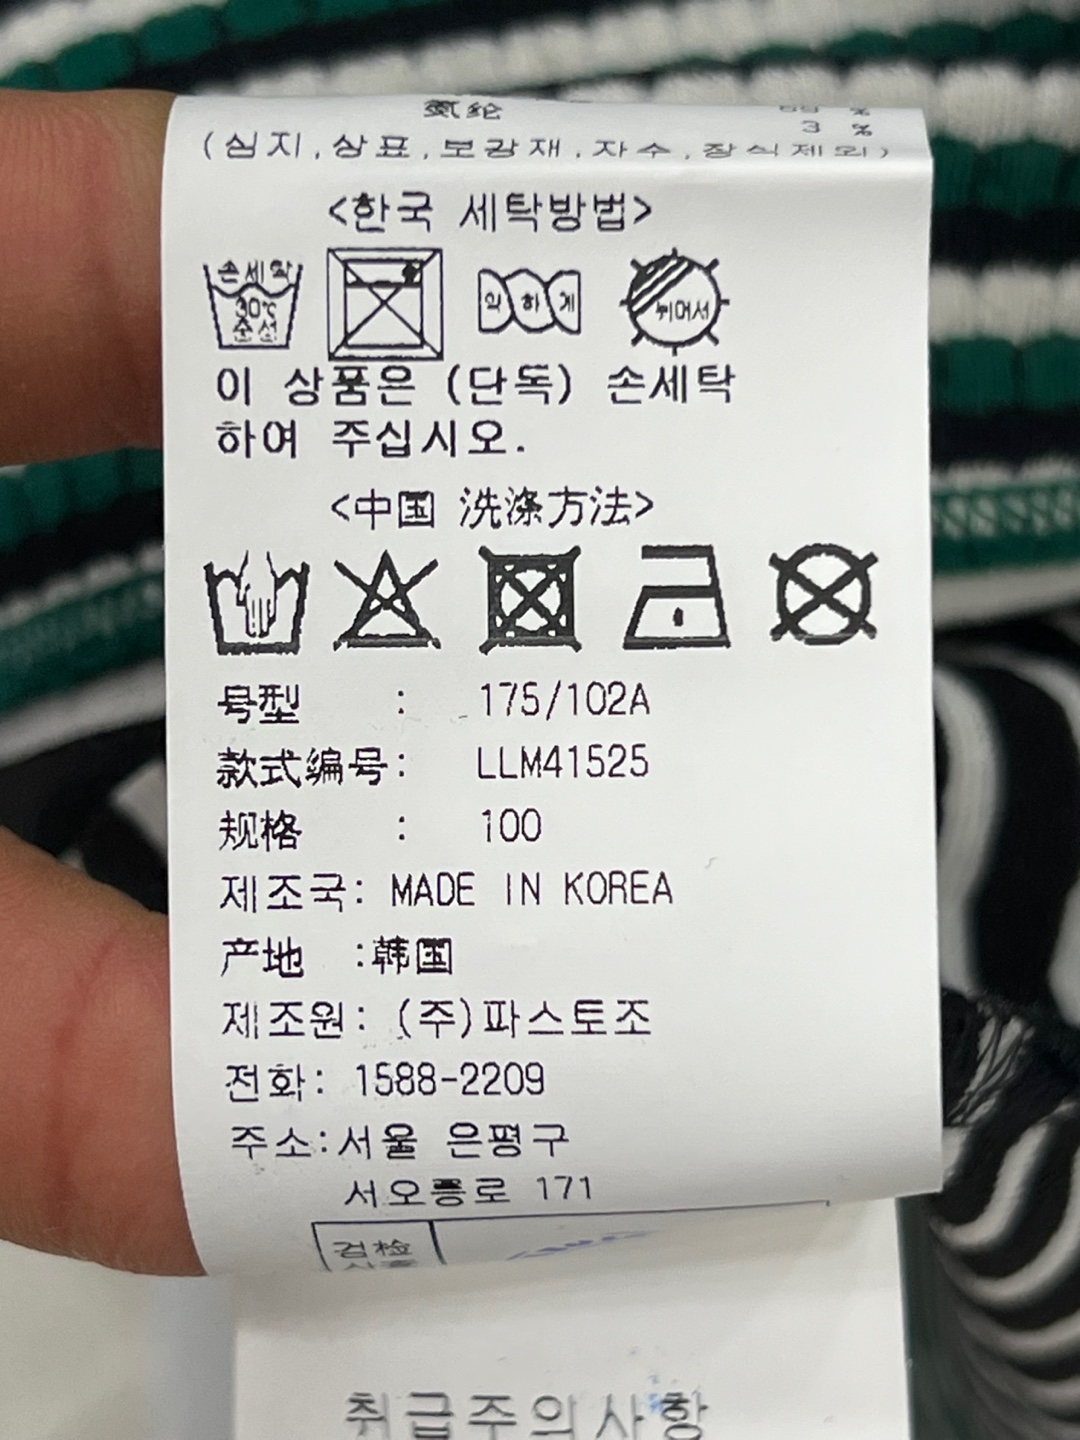 氨纶
3 %
(심지,상표,보강재,자수,장식제외)
<한국 세탁방법>
손세탁
30℃
중성
약하게
뉘어서
이 상품은 (단독) 손세탁
하여 주십시오.
<中国 洗涤方法>
号型 : 175/102A
款式编号: LLM41525
规格 : 100
제조국: MADE IN KOREA
产地 :韩国
제조원: (주)파스토조
전화: 1588-2209
주소:서울 은평구
서오릉로 171
검检
취급주의사항